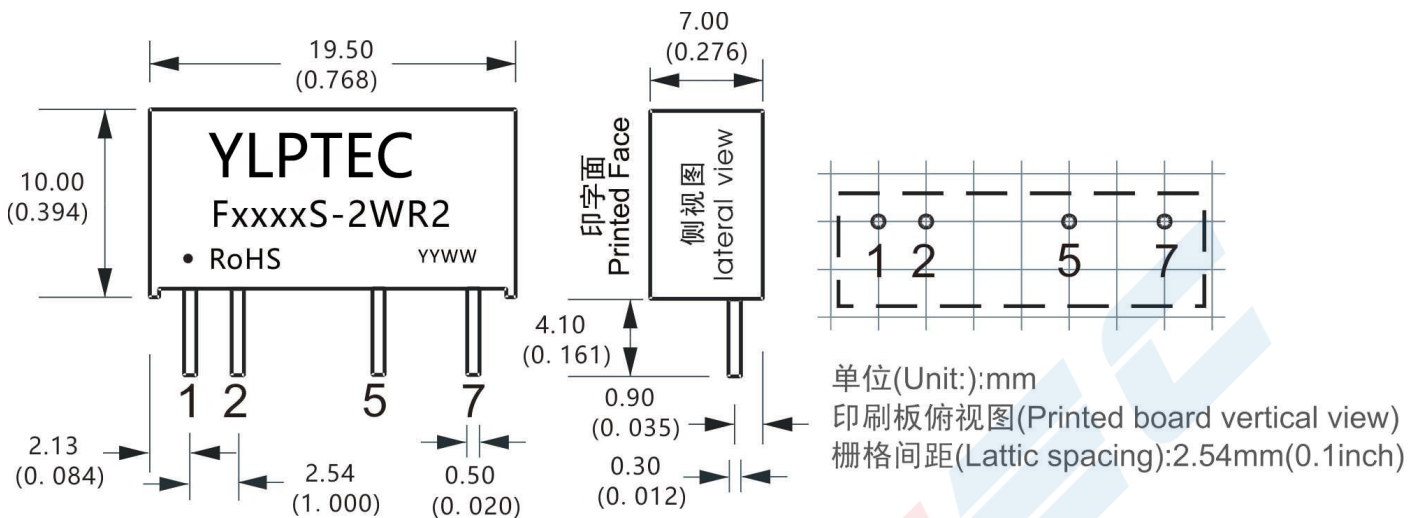 19.50
(0.768)
10.00
(0.394)
YLPTEC
FxxxxS-2WR2
• RoHS
YYWW
1 2 5 7
2.13
(0. 084)
2.54
(1. 000)
0.50
(0. 020)
7.00
(0.276)
印字面
Printed Face
侧视图
lateral view
4.10
(0. 161)
0.90
(0. 035)
0.30
(0. 012)
1 2 5 7
单位(Unit:):mm
印刷板俯视图(Printed board vertical view)
栅格间距(Lattic spacing):2.54mm(0.1inch)